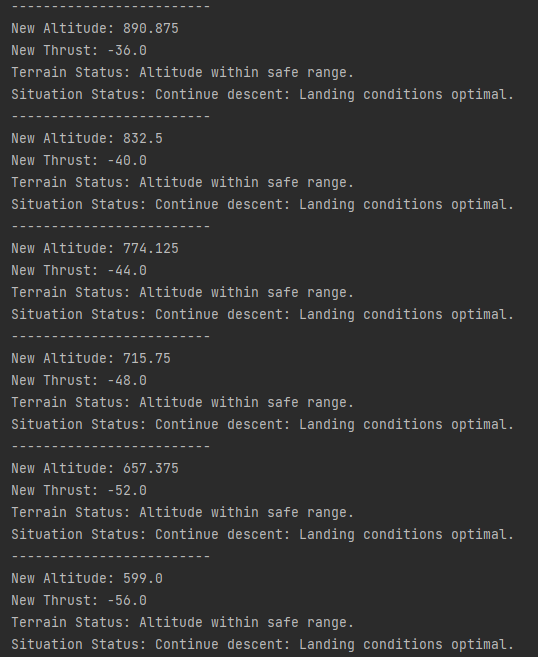 -------------------------
New Altitude: 890.875
New Thrust: -36.0
Terrain Status: Altitude within safe range.
Situation Status: Continue descent: Landing conditions optimal.
-------------------------
New Altitude: 832.5
New Thrust: -40.0
Terrain Status: Altitude within safe range.
Situation Status: Continue descent: Landing conditions optimal.
-------------------------
New Altitude: 774.125
New Thrust: -44.0
Terrain Status: Altitude within safe range.
Situation Status: Continue descent: Landing conditions optimal.
-------------------------
New Altitude: 715.75
New Thrust: -48.0
Terrain Status: Altitude within safe range.
Situation Status: Continue descent: Landing conditions optimal.
-------------------------
New Altitude: 657.375
New Thrust: -52.0
Terrain Status: Altitude within safe range.
Situation Status: Continue descent: Landing conditions optimal.
-------------------------
New Altitude: 599.0
New Thrust: -56.0
Terrain Status: Altitude within safe range.
Situation Status: Continue descent: Landing conditions optimal.